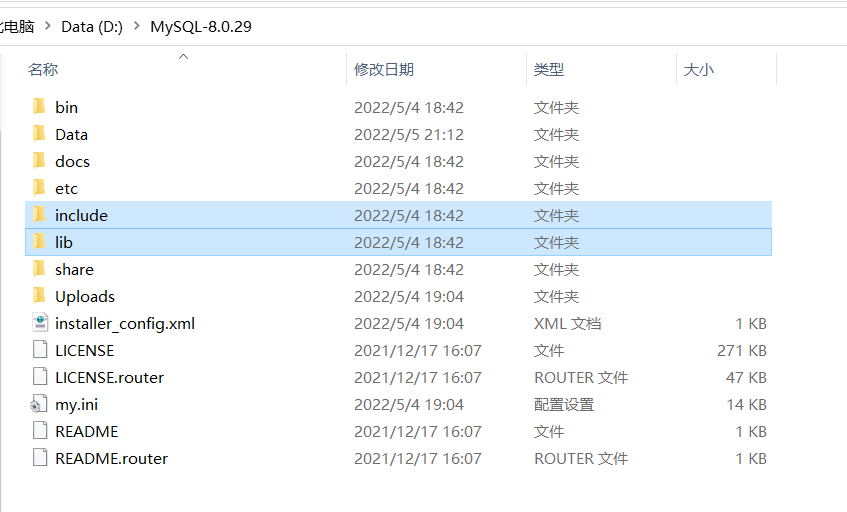 此电脑 > Data (D:) > MySQL-8.0.29
名称 修改日期 类型 大小
bin 2022/5/4 18:42 文件夹
Data 2022/5/5 21:12 文件夹
docs 2022/5/4 18:42 文件夹
etc 2022/5/4 18:42 文件夹
include 2022/5/4 18:42 文件夹
lib 2022/5/4 18:42 文件夹
share 2022/5/4 18:42 文件夹
Uploads 2022/5/4 19:04 文件夹
installer_config.xml 2022/5/4 19:04 XML 文档 1 KB
LICENSE 2021/12/17 16:07 文件 271 KB
LICENSE.router 2021/12/17 16:07 ROUTER 文件 47 KB
my.ini 2022/5/4 19:04 配置设置 14 KB
README 2021/12/17 16:07 文件 1 KB
README.router 2021/12/17 16:07 ROUTER 文件 1 KB